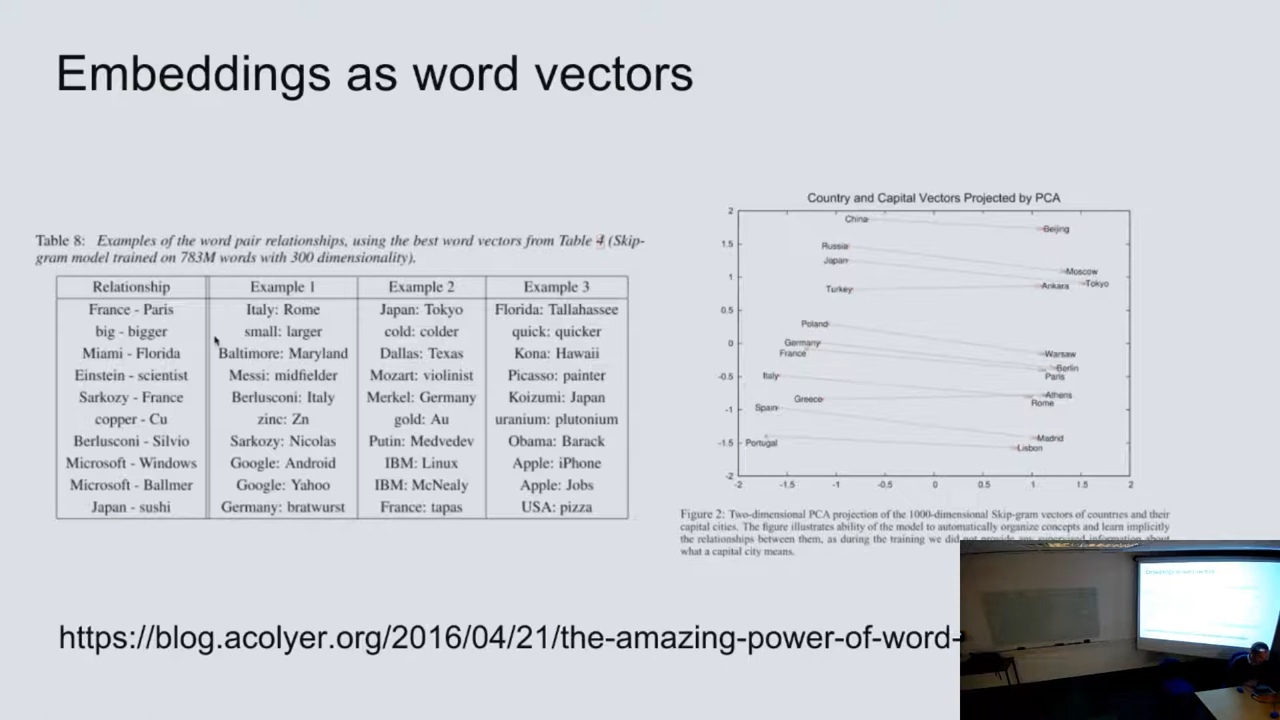 Embeddings as word vectors
Table 8: Examples of the word pair relationships, using the best word vectors from Table 4 (Skip-
gram model trained on 783M words with 300 dimensionality).
Relationship Example 1 Example 2 Example 3
France - Paris Italy: Rome Japan: Tokyo Florida: Tallahassee
big - bigger small: larger cold: colder quick: quicker
Miami - Florida Baltimore: Maryland Dallas: Texas Kona: Hawaii
Einstein - scientist Messi: midfielder Mozart: violinist Picasso: painter
Sarkozy - France Berlusconi: Italy Merkel: Germany Koizumi: Japan
copper - Cu zinc: Zn gold: Au uranium: plutonium
Berlusconi - Silvio Sarkozy: Nicolas Putin: Medvedev Obama: Barack
Microsoft - Windows Google: Android IBM: Linux Apple: iPhone
Microsoft - Ballmer Google: Yahoo IBM: McNealy Apple: Jobs
Japan - sushi Germany: bratwurst France: tapas USA: pizza
Country and Capital Vectors Projected by PCA
2
China
Beijing
1.5
Russia
Japan
Moscow
1
Turkey
Ankara
Tokyo
0.5
Poland
0
Germany
France
Warsaw
Berlin
Paris
-0.5
Italy
Greece
Athens
Rome
-1
Spain
Madrid
-1.5
Portugal
Lisbon
-2
-2 -1.5 -1 -0.5 0 0.5 1 1.5 2
Figure 2: Two-dimensional PCA projection of the 1000-dimensional Skip-gram vectors of countries and their
capital cities. The figure illustrates ability of the model to automatically organize concepts and learn implicitly
the relationships between them, as during the training we did not provide any supervised information about
what a capital city means.
https://blog.acolyer.org/2016/04/21/the-amazing-power-of-word-
Embeddings as word vectors